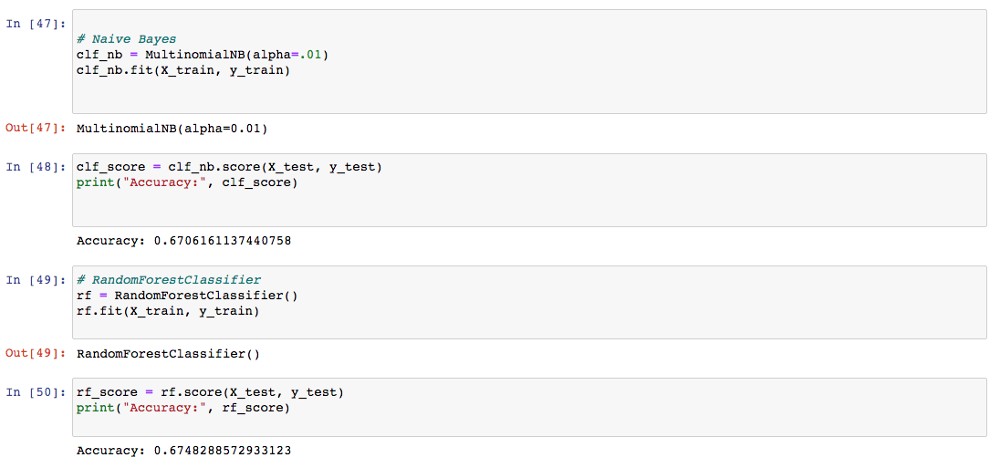 In [47]:
# Naive Bayes
clf_nb = MultinomialNB(alpha=.01)
clf_nb.fit(X_train, y_train)
Out[47]: MultinomialNB(alpha=0.01)
In [48]: clf_score = clf_nb.score(X_test, y_test)
print("Accuracy:", clf_score)
Accuracy: 0.6706161137440758
In [49]: # RandomForestClassifier
rf = RandomForestClassifier()
rf.fit(X_train, y_train)
Out[49]: RandomForestClassifier()
In [50]: rf_score = rf.score(X_test, y_test)
print("Accuracy:", rf_score)
Accuracy: 0.6748288572933123